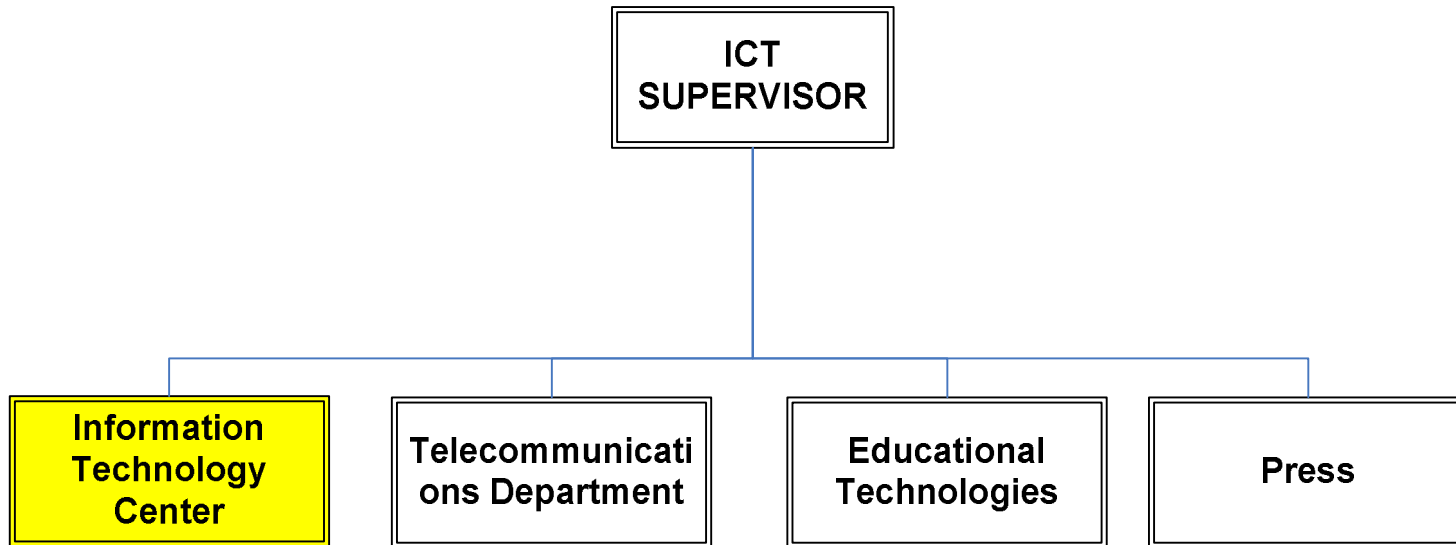 ICT
SUPERVISOR
Information
Technology
Center
Telecommunicati
ons Department
Educational
Technologies
Press